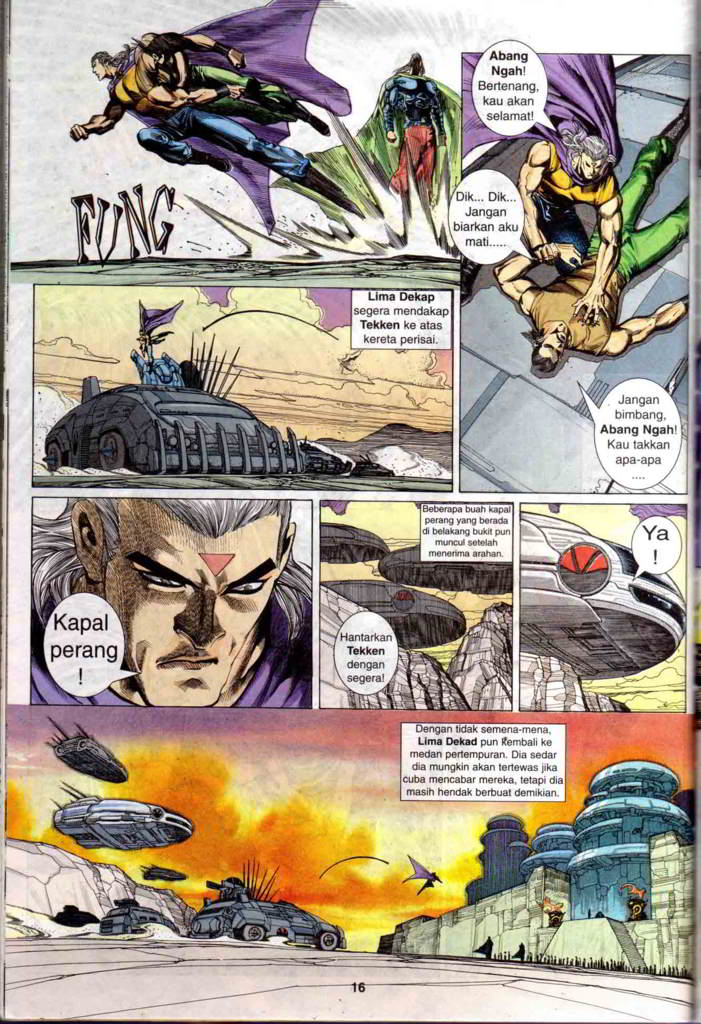 FUNG
Abang
Ngah!
Bertenang,
kau akan
selamat!
Dik... Dik...
Jangan
biarkan aku
mati.....
Jangan
bimbang,
Abang Ngah!
Kau takkan
apa-apa
....
Lima Dekap
segera mendakap
Tekken ke atas
kereta perisai.
Kapal
perang
!
Beberapa buah kapal
perang yang berada
di belakang bukit pun
muncul setelah
menerima arahan.
Hantarkan
Tekken
dengan
segera!
Ya
!
Dengan tidak semena-mena,
Lima Dekad pun kembali ke
medan pertempuran. Dia sedar
dia mungkin akan tertewas jika
cuba mencabar mereka, tetapi dia
masih hendak berbuat demikian.
16